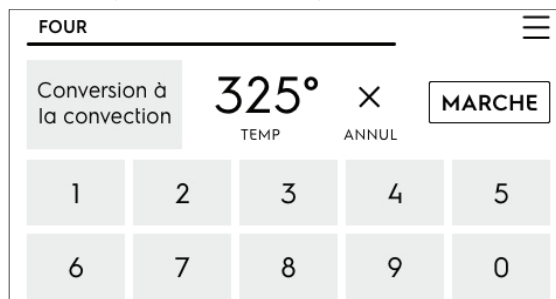 FOUR
Conversion à
la convection
325°
TEMP
×
ANNUL
MARCHE
1 2 3 4 5
6 7 8 9 0